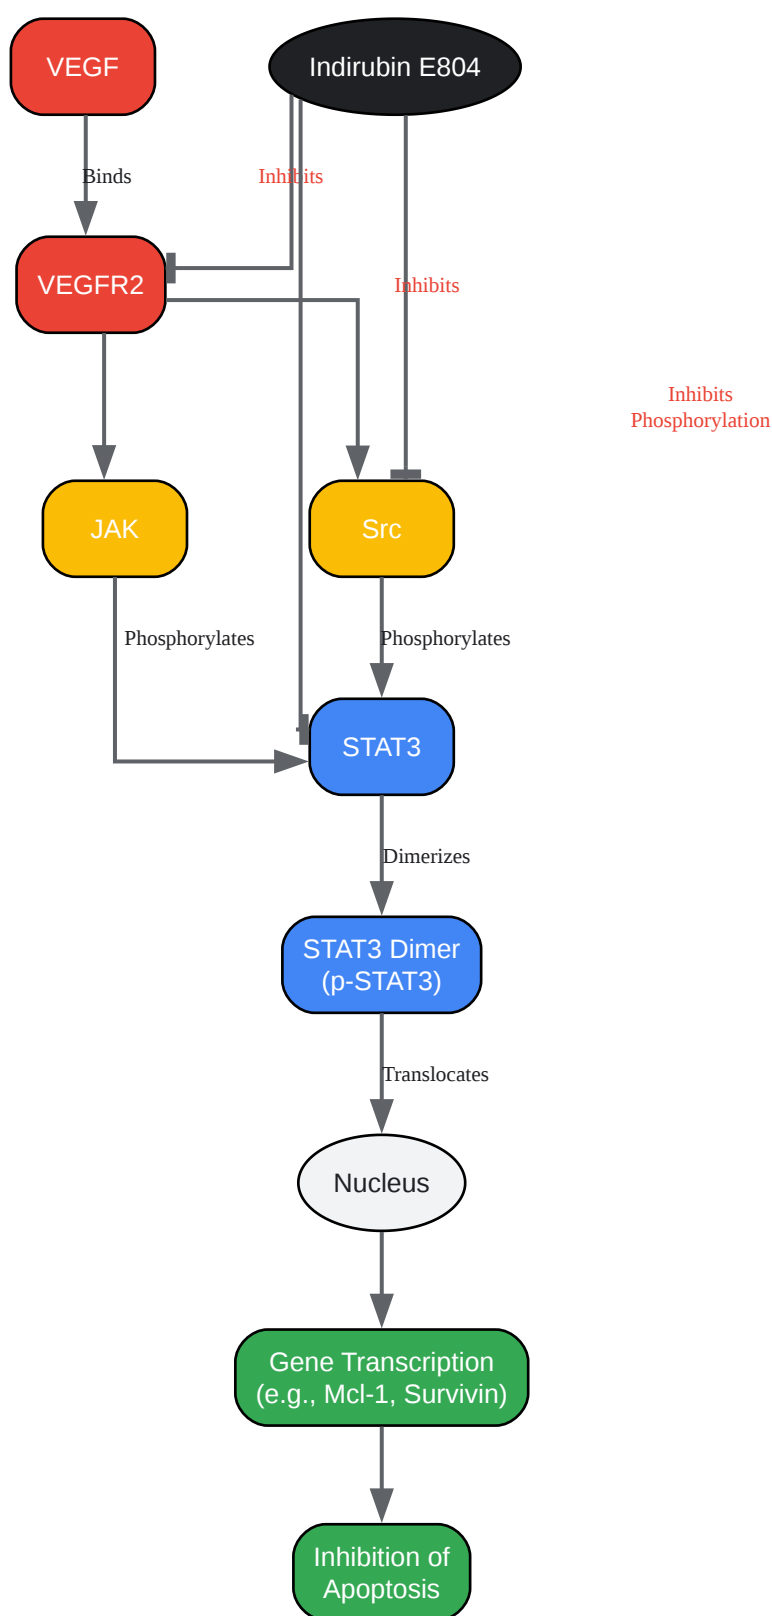 VEGF
Indirubin E804
Binds
Inhibits
VEGFR2
Inhibits
Inhibits
Phosphorylation
JAK
Src
Phosphorylates
Phosphorylates
STAT3
Dimerizes
STAT3 Dimer
(p-STAT3)
Translocates
Nucleus
Gene Transcription
(e.g., Mcl-1, Survivin)
Inhibition of
Apoptosis